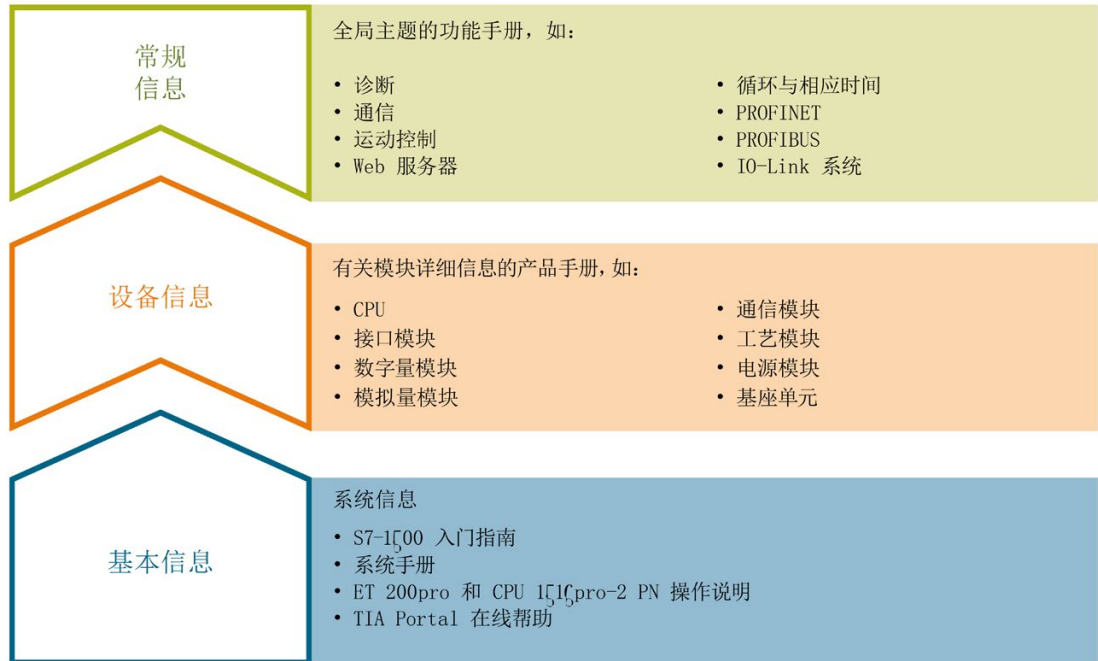 常规
信息
全局主题的功能手册，如：
• 诊断
• 通信
• 运动控制
• Web 服务器
• 循环与相应时间
• PROFINET
• PROFIBUS
• IO-Link 系统
设备信息
有关模块详细信息的产品手册，如：
• CPU
• 接口模块
• 数字量模块
• 模拟量模块
• 通信模块
• 工艺模块
• 电源模块
• 基座单元
基本信息
系统信息
• S7-1500 入门指南
• 系统手册
• ET 200pro 和 CPU 1516pro-2 PN 操作说明
• TIA Portal 在线帮助